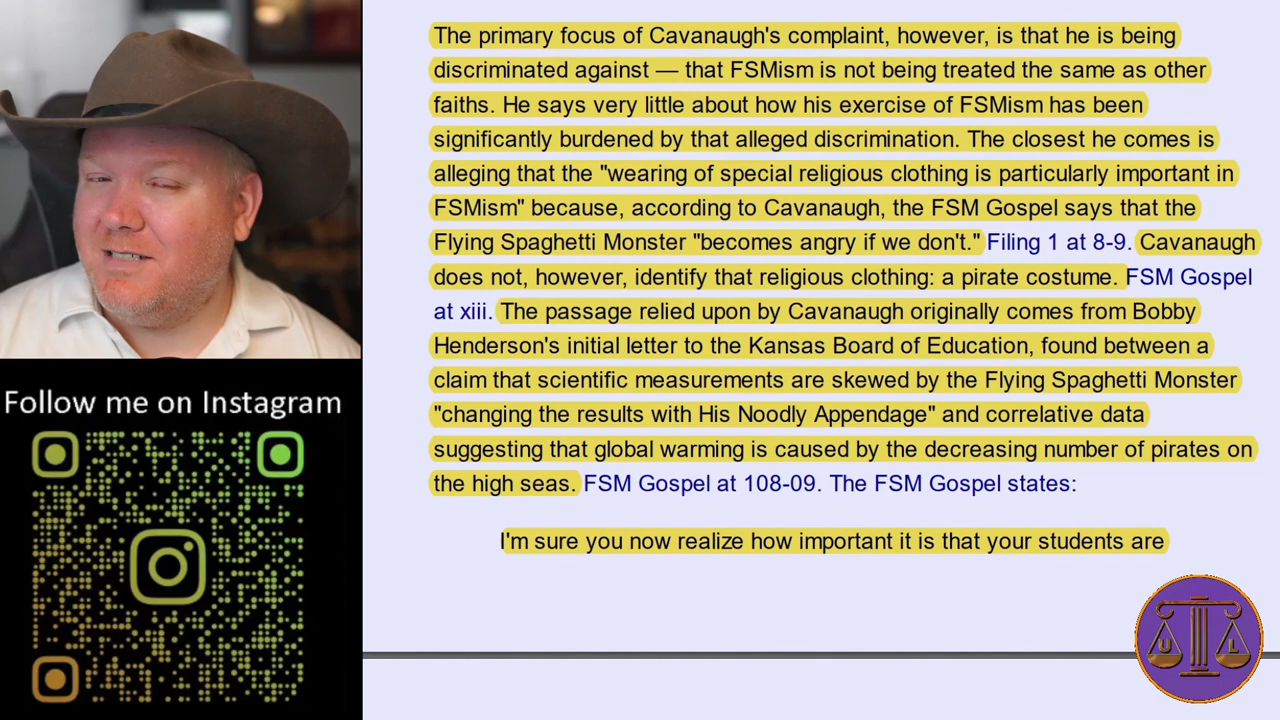 The primary focus of Cavanaugh's complaint, however, is that he is being
discriminated against — that FSMism is not being treated the same as other
faiths. He says very little about how his exercise of FSMism has been
significantly burdened by that alleged discrimination. The closest he comes is
alleging that the "wearing of special religious clothing is particularly important in
FSMism" because, according to Cavanaugh, the FSM Gospel says that the
Flying Spaghetti Monster "becomes angry if we don't." Filing 1 at 8-9. Cavanaugh
does not, however, identify that religious clothing: a pirate costume. FSM Gospel
at xiii. The passage relied upon by Cavanaugh originally comes from Bobby
Henderson's initial letter to the Kansas Board of Education, found between a
claim that scientific measurements are skewed by the Flying Spaghetti Monster
"changing the results with His Noodly Appendage" and correlative data
suggesting that global warming is caused by the decreasing number of pirates on
the high seas. FSM Gospel at 108-09. The FSM Gospel states:
I'm sure you now realize how important it is that your students are
Follow me on Instagram
U L